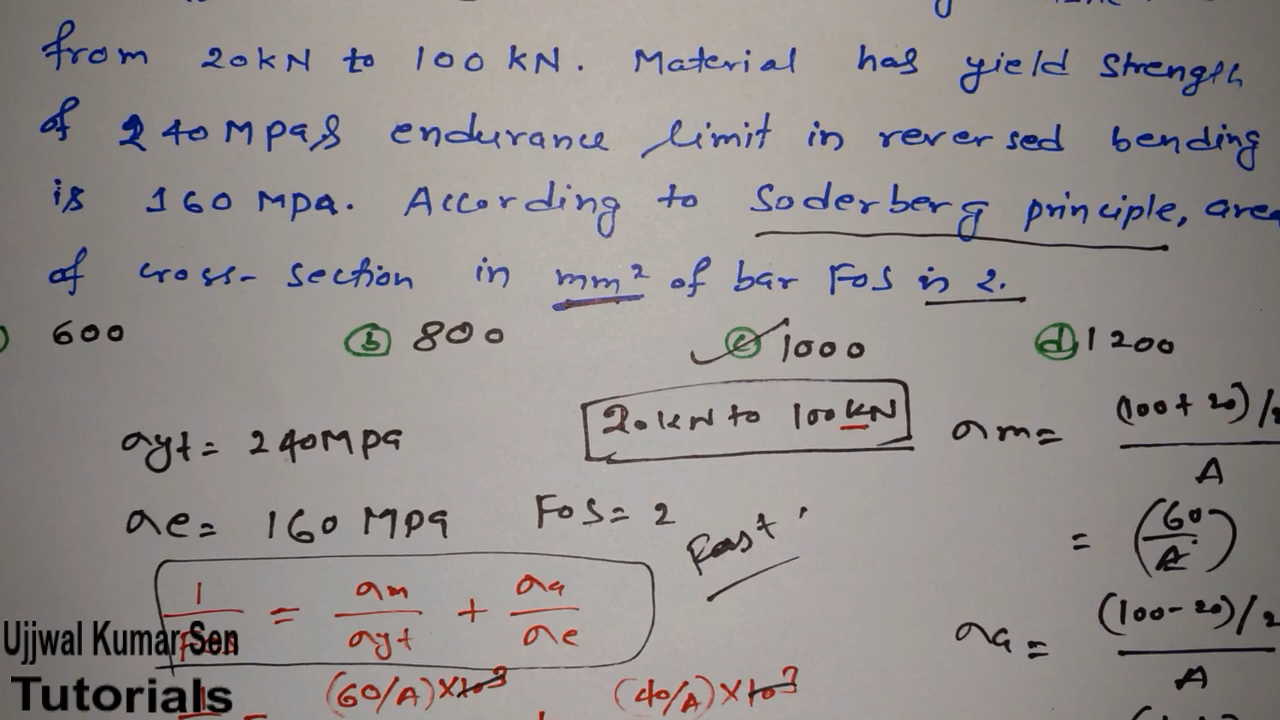 from 20kN to 100 kN. Material has yield strength
of 240 MPa & endurance limit in reversed bending
is 160 MPa. According to Soderberg principle, area
of cross-section in mm² of bar FoS is 2.
600 (b) 800 (c) 1000 (d) 1200
σyt = 240MPa
20kN to 100kN
σm = (100+20)/2
A
σe = 160 MPa FoS = 2
Fast
= (60/A)
1 = σm + σa
σyt σe
σa = (100-20)/2
A
Ujjwal Kumar Sen
Tutorials
(60/A)×10³ (40/A)×10³